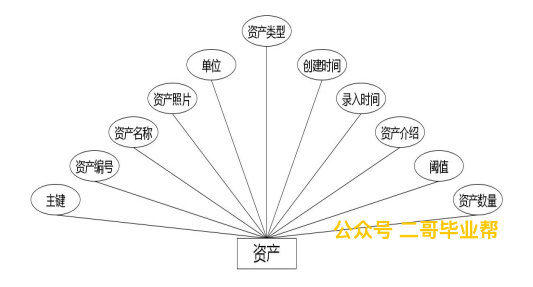 资产类型
单位
创建时间
资产照片
录入时间
资产名称
资产介绍
资产编号
阈值
主键
资产数量
公众号 二哥毕业帮
资产